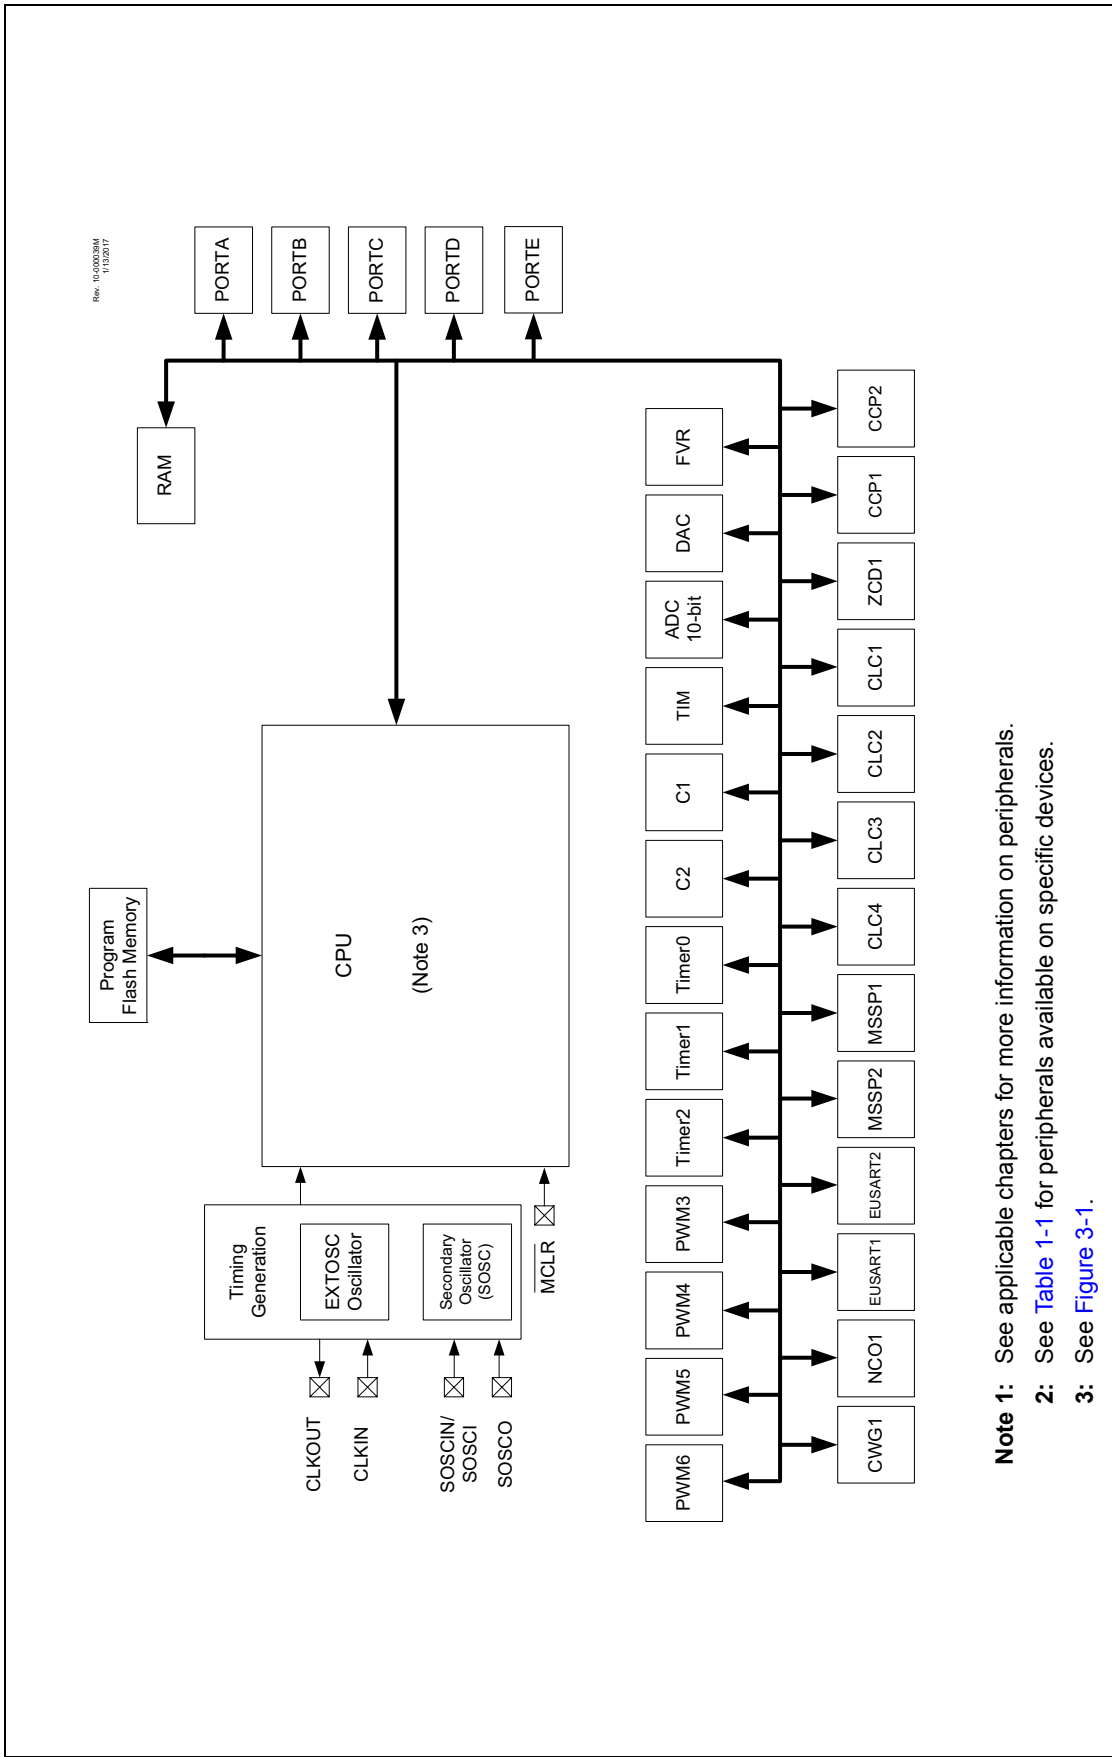 Rev. 10-000039M
1/13/2017
Program
Flash Memory
RAM
PORTA
PORTB
PORTC
PORTD
PORTE
Timing
Generation
EXTOSC
Oscillator
Secondary
Oscillator
(SOSC)
CLKOUT
CLKIN
SOSCIN/
SOSCI
SOSCO
MCLR
CPU
(Note 3)
PWM6
PWM5
PWM4
PWM3
Timer2
Timer1
Timer0
C2
C1
TIM
ADC
10-bit
DAC
FVR
CWG1
NCO1
EUSART1
EUSART2
MSSP2
MSSP1
CLC4
CLC3
CLC2
CLC1
ZCD1
CCP1
CCP2
Note 1: See applicable chapters for more information on peripherals.
2: See Table 1-1 for peripherals available on specific devices.
3: See Figure 3-1.